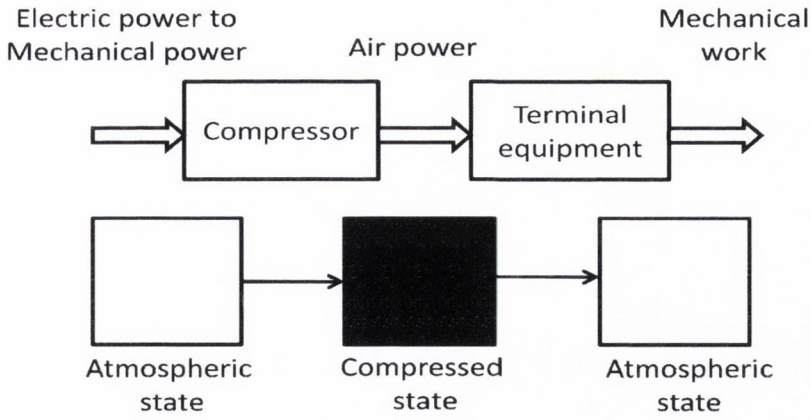 Electric power to
Mechanical power
Air power
Mechanical
work
Compressor
Terminal
equipment
Atmospheric
state
Compressed
state
Atmospheric
state